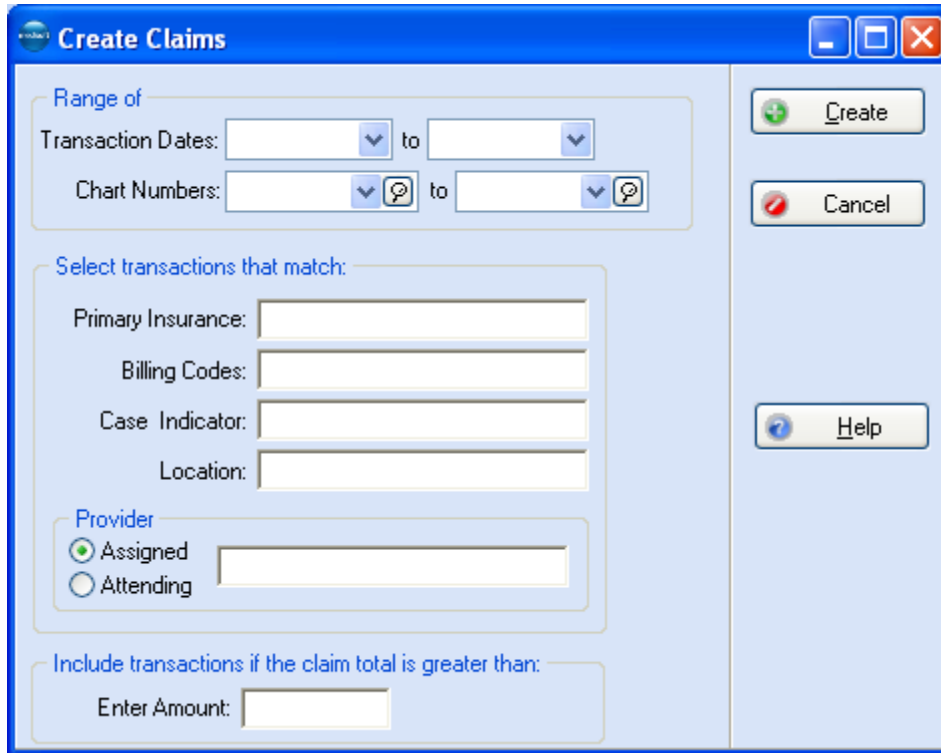 Create Claims
Range of
Transaction Dates: to
Chart Numbers: to
Select transactions that match:
Primary Insurance:
Billing Codes:
Case Indicator:
Location:
Provider
Assigned
Attending
Include transactions if the claim total is greater than:
Enter Amount:
Create
Cancel
Help